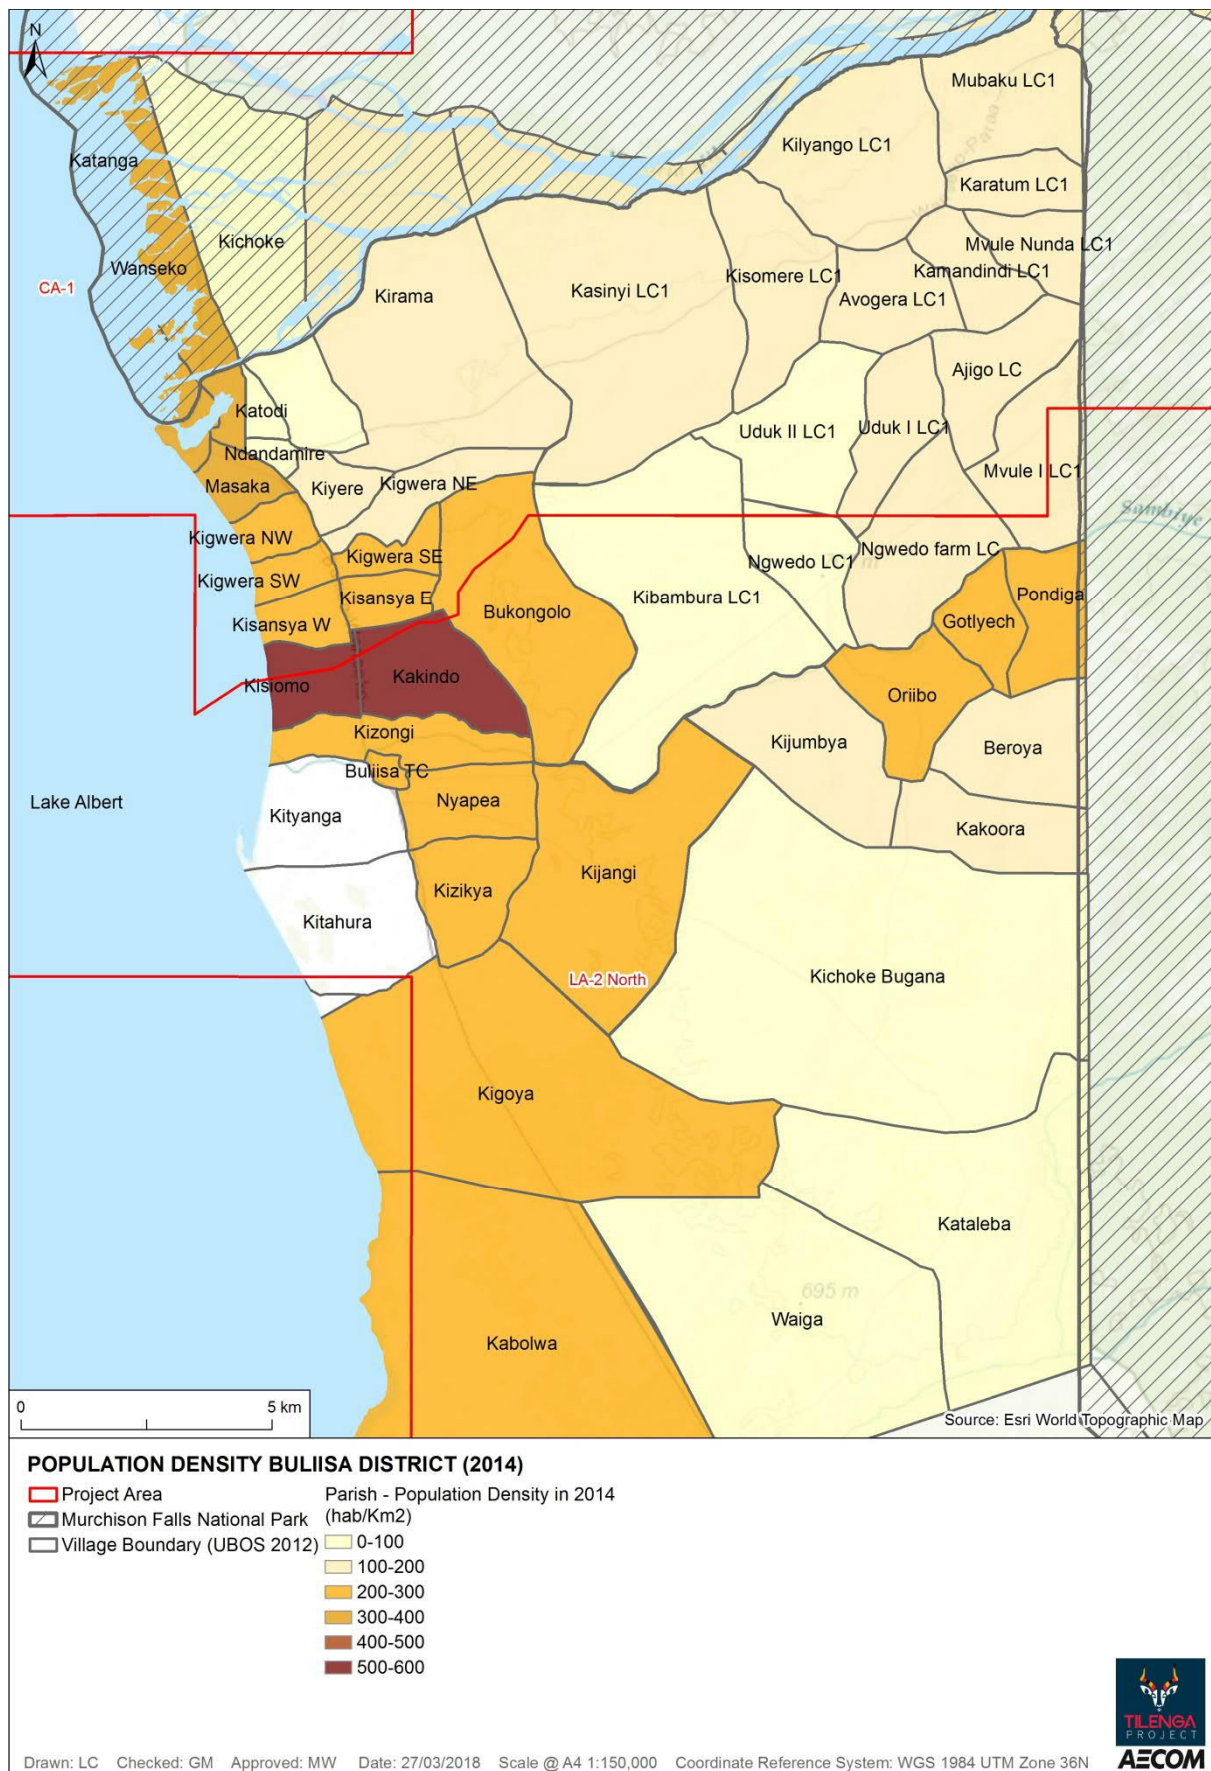 N
Mubaku LC1
Kilyango LC1
Katanga
Karatum LC1
Kichoke
Mvule Nunda LC1
Wanseko
Kamandindi LC1
Kisomere LC1
CA-1
Kasinyi LC1
Kirama
Avogera LC1
Ajigo LC
Katodi
Uduk II LC1
Uduk I LC1
Ndandamire
Mvule I LC1
Masaka
Kiyere
Kigwera NE
Sambiye
Kigwera NW
Kigwera SE
Ngwedo farm LC
Ngwedo LC1
Kigwera SW
Kisansya E
Kibambura LC1
Pondiga
Bukongolo
Gotlyech
Kisansya W
Kakindo
Kisiomo
Oriibo
Kizongi
Kijumbya
Beroya
Buliisa TC
Lake Albert
Nyapea
Kityanga
Kakoora
Kijangi
Kizikya
Kitahura
Kichoke Bugana
LA-2 North
Kigoya
Kataleba
695 m
Waiga
Kabolwa
0 5 km
Source: Esri World Topographic Map
POPULATION DENSITY BULIISA DISTRICT (2014)
Project Area
Murchison Falls National Park
Village Boundary (UBOS 2012)
Parish - Population Density in 2014
(hab/Km2)
0-100
100-200
200-300
300-400
400-500
500-600
TILENGA
PROJECT
AECOM
Drawn: LC Checked: GM Approved: MW Date: 27/03/2018 Scale @ A4 1:150,000 Coordinate Reference System: WGS 1984 UTM Zone 36N